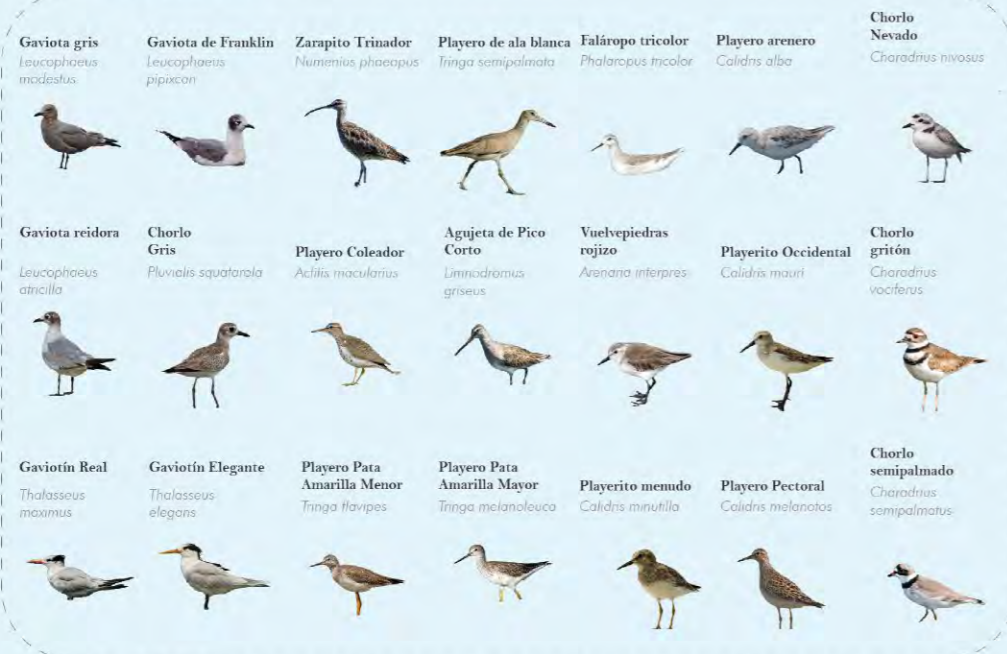 Gaviota gris
Leucophaeus
modestus
Gaviota de Franklin
Leucophaeus
pipixcan
Zarapito Trinador
Numenius phaeopus
Playero de ala blanca
Tringa semipalmata
Faláropo tricolor
Phalaropus tricolor
Playero arenero
Calidris alba
Chorlo
Nevado
Charadrius nivosus
Gaviota reidora
Leucophaeus
atricilla
Chorlo
Gris
Pluvialis squatarola
Playero Coleador
Actitis macularius
Agujeta de Pico
Corto
Limnodromus
griseus
Vuelvepiedras
rojizo
Arenaria interpres
Playerito Occidental
Calidris mauri
Chorlo
gritón
Charadrius
vociferus
Gaviotín Real
Thalasseus
maximus
Gaviotín Elegante
Thalasseus
elegans
Playero Pata
Amarilla Menor
Tringa flavipes
Playero Pata
Amarilla Mayor
Tringa melanoleuca
Playerito menudo
Calidris minutilla
Playero Pectoral
Calidris melanotos
Chorlo
semipalmado
Charadrius
semipalmatus